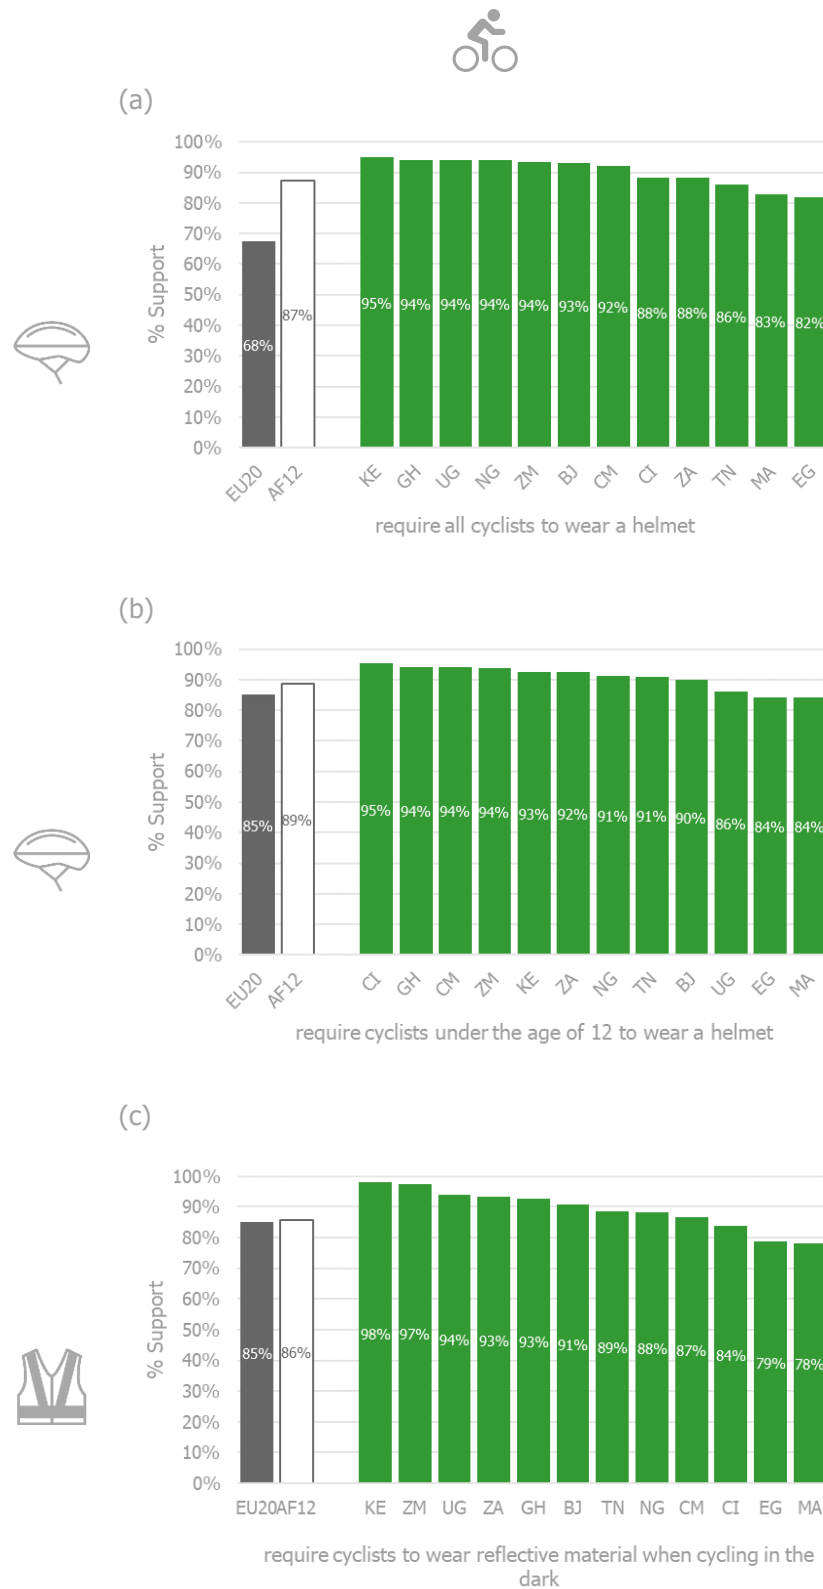 (a)
100%
90%
80%
70%
60%
50%
40%
30%
20%
10%
0%
% Support
68% 87% 95% 94% 94% 94% 94% 93% 92% 88% 88% 86% 83% 82%
EU20 AF12 KE GH UG NG ZM BJ CM CI ZA TN MA EG
require all cyclists to wear a helmet
(b)
100%
90%
80%
70%
60%
50%
40%
30%
20%
10%
0%
% Support
85% 89% 95% 94% 94% 94% 93% 92% 91% 91% 90% 86% 84% 84%
EU20 AF12 CI GH CM ZM KE ZA NG TN BJ UG EG MA
require cyclists under the age of 12 to wear a helmet
(c)
100%
90%
80%
70%
60%
50%
40%
30%
20%
10%
0%
% Support
85% 86% 98% 97% 94% 93% 93% 91% 89% 88% 87% 84% 79% 78%
EU20 AF12 KE ZM UG ZA GH BJ TN NG CM CI EG MA
require cyclists to wear reflective material when cycling in the
dark